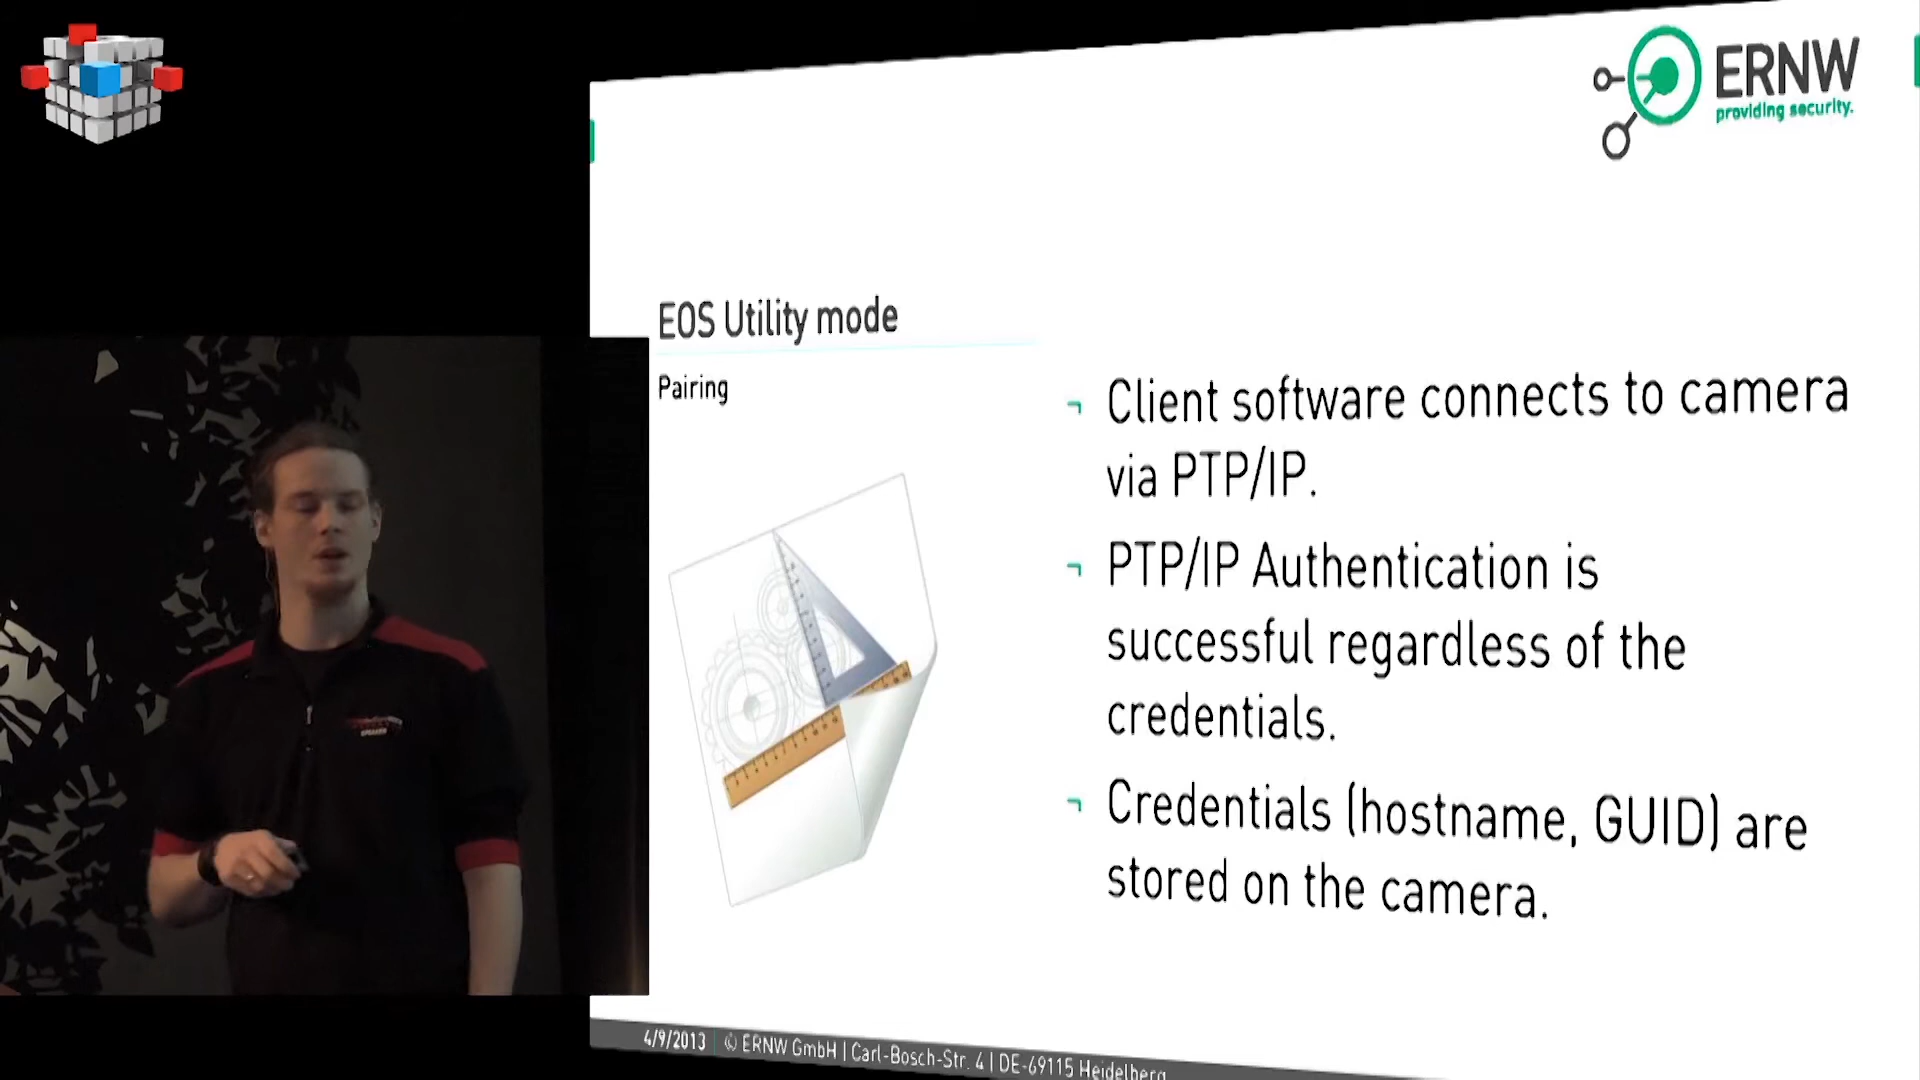 ERNW
providing security.
EOS Utility mode
Pairing
¬ Client software connects to camera
via PTP/IP.
¬ PTP/IP Authentication is
successful regardless of the
credentials.
¬ Credentials (hostname, GUID) are
stored on the camera.
SPEAKER
4/9/2013 | © ERNW GmbH | Carl-Bosch-Str. 4 | DE-69115 Heidelberg